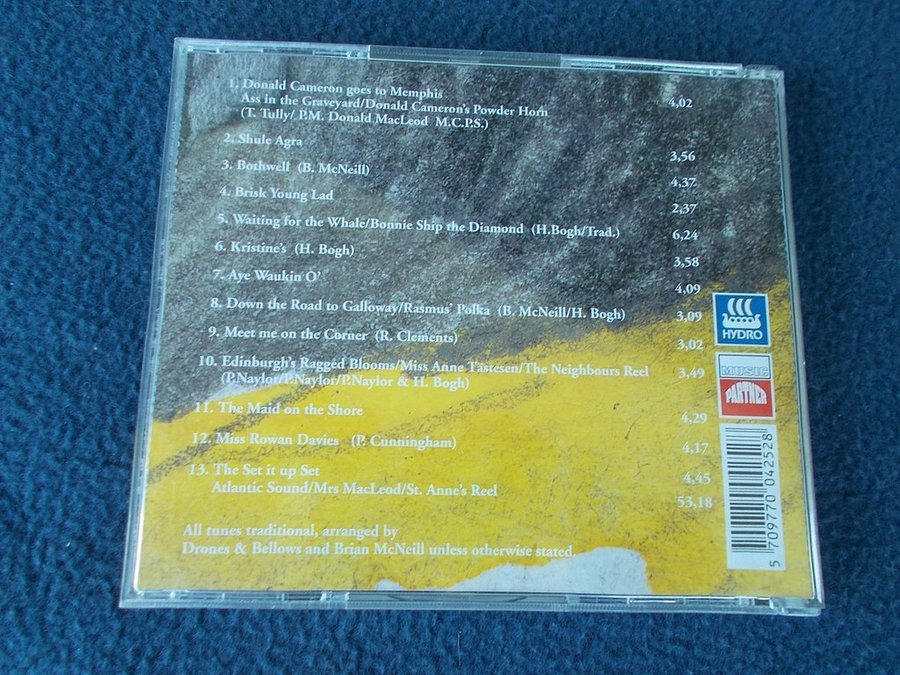 1. Donald Cameron goes to Memphis
Ass in the Graveyard/Donald Cameron's Powder Horn 4,02
(T. Tully/ P.M. Donald MacLeod M.C.P.S.)
2. Shule Agra 3,56
3. Bothwell (B. McNeill) 4,37
4. Brisk Young Lad 2,37
5. Waiting for the Whale/Bonnie Ship the Diamond (H.Bogh/Trad.) 6,24
6. Kristine's (H. Bogh) 3,58
7. Aye Waukin O' 4,09
8. Down the Road to Galloway/Rasmus' Polka (B. McNeill/H. Bogh) 3,09
9. Meet me on the Corner (R. Clements) 3,02
10. Edinburgh's Ragged Blooms/Miss Anne Tastesen/The Neighbours Reel 3,49
(P.Naylor/P.Naylor/P.Naylor & H. Bogh)
11. The Maid on the Shore 4,29
12. Miss Rowan Davies (P. Cunningham) 4,17
13. The Set it up Set 4,45
Atlantic Sound/Mrs MacLeod/St. Anne's Reel
53,18
All tunes traditional, arranged by
Drones & Bellows and Brian McNeill unless otherwise stated.
HYDRO
MUSIC
PARTNER
5 709770 042528